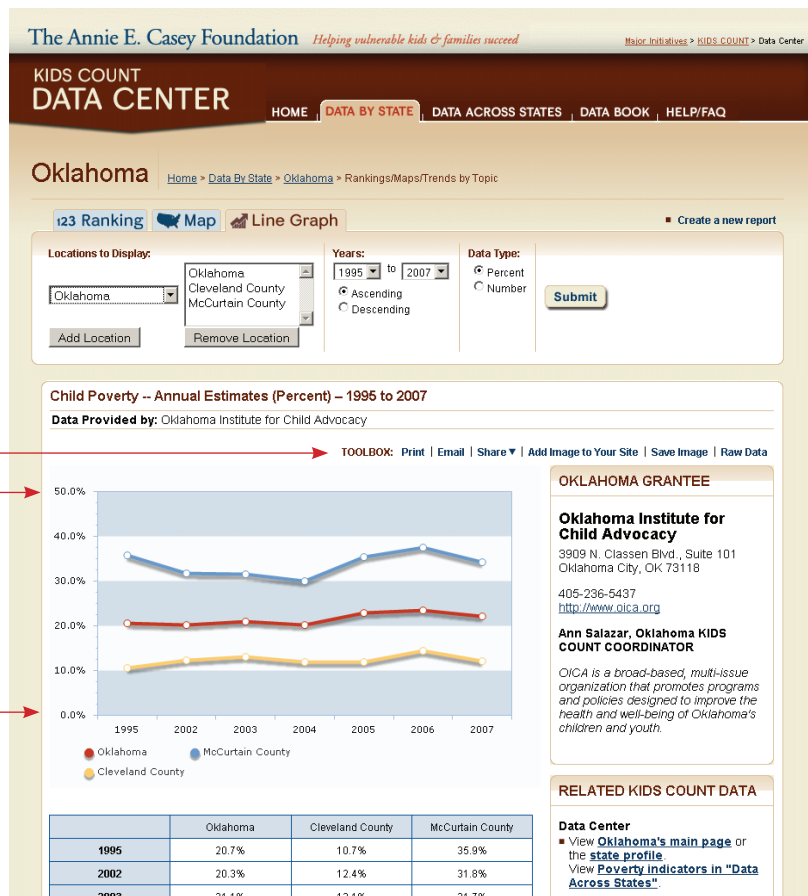 The Annie E. Casey Foundation Helping vulnerable kids & families succeed
Major Initiatives > KIDS COUNT > Data Center
KIDS COUNT
DATA CENTER
HOME DATA BY STATE DATA ACROSS STATES DATA BOOK HELP/FAQ
Oklahoma Home > Data By State > Oklahoma > Rankings/Maps/Trends by Topic
123 Ranking Map Line Graph
Create a new report
Locations to Display:
Oklahoma
Oklahoma
Cleveland County
McCurtain County
Add Location Remove Location
Years:
1995 to 2007
Ascending
Descending
Data Type:
Percent
Number
Submit
Child Poverty -- Annual Estimates (Percent) – 1995 to 2007
Data Provided by: Oklahoma Institute for Child Advocacy
TOOLBOX: Print | Email | Share ▼ | Add Image to Your Site | Save Image | Raw Data
50.0%
40.0%
30.0%
20.0%
10.0%
0.0%
1995 2002 2003 2004 2005 2006 2007
Oklahoma McCurtain County
Cleveland County
Oklahoma Cleveland County McCurtain County
1995 20.7% 10.7% 35.9%
2002 20.3% 12.4% 31.8%
OKLAHOMA GRANTEE
Oklahoma Institute for
Child Advocacy
3909 N. Classen Blvd., Suite 101
Oklahoma City, OK 73118
405-236-5437
http://www.oica.org
Ann Salazar, Oklahoma KIDS
COUNT COORDINATOR
OICA is a broad-based, multi-issue
organization that promotes programs
and policies designed to improve the
health and well-being of Oklahoma's
children and youth.
RELATED KIDS COUNT DATA
Data Center
View Oklahoma's main page or
the state profile.
View Poverty indicators in "Data
Across States".